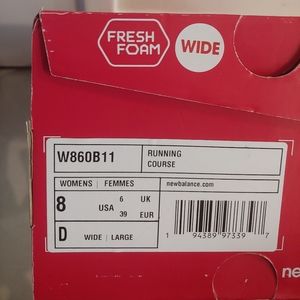 FRESH
FOAM
WIDE
W860B11
RUNNING
COURSE
WOMENS | FEMMES
newbalance.com
8 USA 6 UK
39 EUR
D WIDE | LARGE
1 94389 97339 7
ne